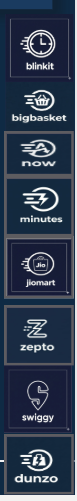 blinkit
bigbasket
now
minutes
Jio
jiomart
zepto
swiggy
dunzo